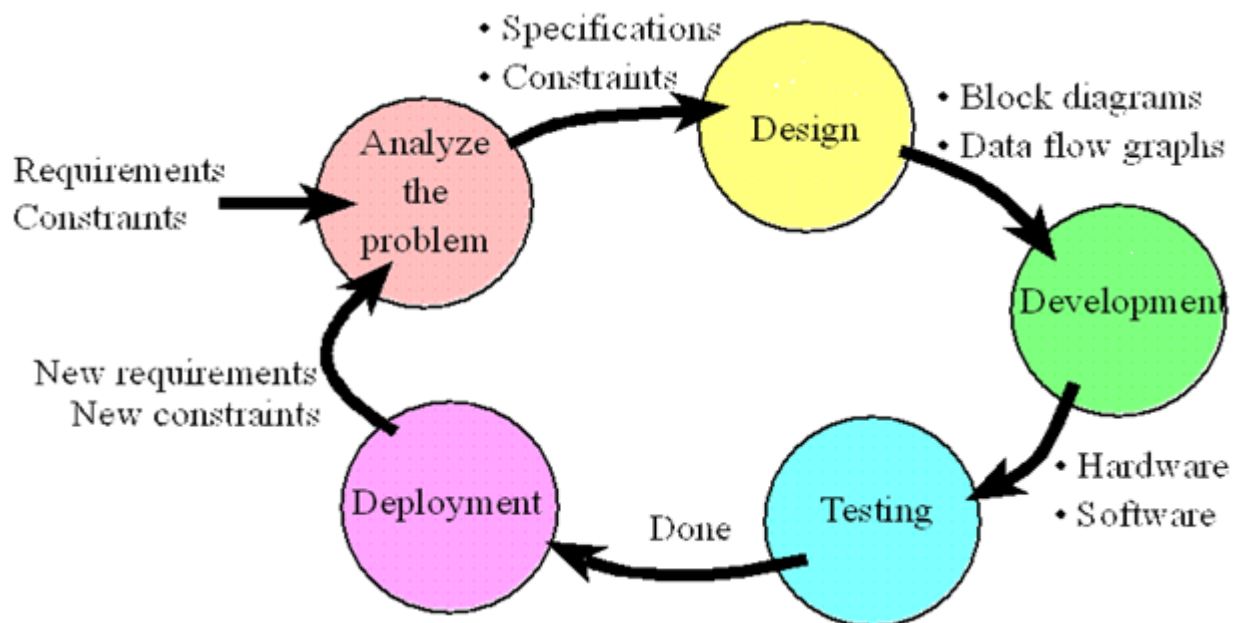 • Specifications
• Constraints
Analyze
the
problem
Design
• Block diagrams
• Data flow graphs
Requirements
Constraints
Development
New requirements
New constraints
Deployment
Done
Testing
• Hardware
• Software